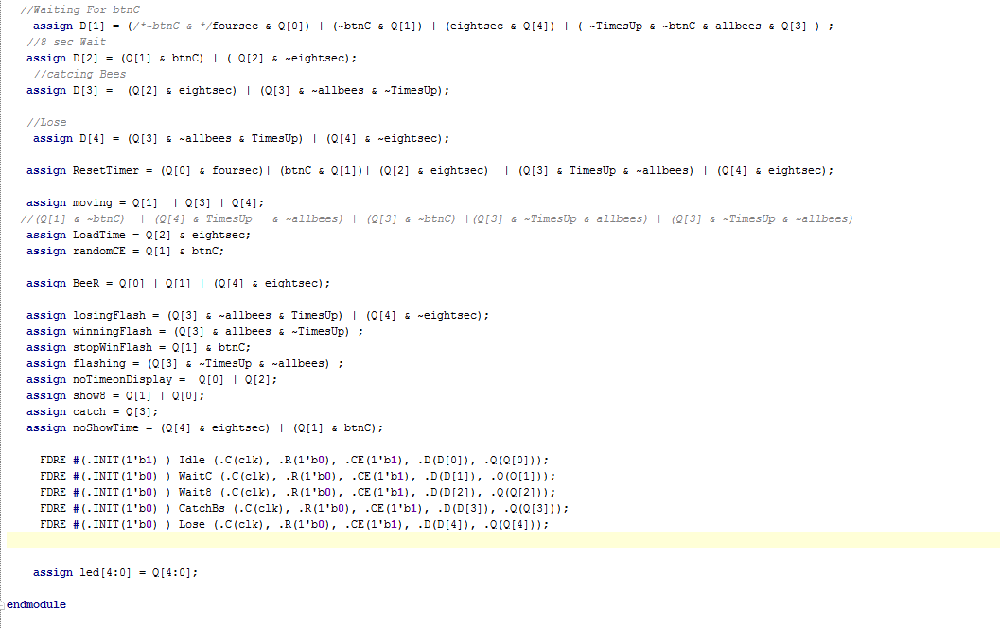 //Waiting For btnC
assign D[1] = (/*~btnC & */foursec & Q[0]) | (~btnC & Q[1]) | (eightsec & Q[4]) | ( ~TimesUp & ~btnC & allbees & Q[3] ) ;
//8 sec Wait
assign D[2] = (Q[1] & btnC) | ( Q[2] & ~eightsec);
//catcing Bees
assign D[3] =  (Q[2] & eightsec) | (Q[3] & ~allbees & ~TimesUp);
//Lose
assign D[4] = (Q[3] & ~allbees & TimesUp) | (Q[4] & ~eightsec);
assign ResetTimer = (Q[0] & foursec)| (btnC & Q[1])| (Q[2] & eightsec)  | (Q[3] & TimesUp & ~allbees) | (Q[4] & eightsec);
assign moving = Q[1]  | Q[3] | Q[4];
//(Q[1] & ~btnC)  | (Q[4] & TimesUp   & ~allbees) | (Q[3] & ~btnC) |(Q[3] & ~TimesUp & allbees) | (Q[3] & ~TimesUp & ~allbees)
assign LoadTime = Q[2] & eightsec;
assign randomCE = Q[1] & btnC;
assign BeeR = Q[0] | Q[1] | (Q[4] & eightsec);
assign losingFlash = (Q[3] & ~allbees & TimesUp) | (Q[4] & ~eightsec);
assign winningFlash = (Q[3] & allbees & ~TimesUp) ;
assign stopWinFlash = Q[1] & btnC;
assign flashing = (Q[3] & ~TimesUp & ~allbees) ;
assign noTimeonDisplay =  Q[0] | Q[2];
assign show8 = Q[1] | Q[0];
assign catch = Q[3];
assign noShowTime = (Q[4] & eightsec) | (Q[1] & btnC);
FDRE #(.INIT(1'b1) ) Idle (.C(clk), .R(1'b0), .CE(1'b1), .D(D[0]), .Q(Q[0]));
FDRE #(.INIT(1'b0) ) WaitC (.C(clk), .R(1'b0), .CE(1'b1), .D(D[1]), .Q(Q[1]));
FDRE #(.INIT(1'b0) ) Wait8 (.C(clk), .R(1'b0), .CE(1'b1), .D(D[2]), .Q(Q[2]));
FDRE #(.INIT(1'b0) ) CatchBs (.C(clk), .R(1'b0), .CE(1'b1), .D(D[3]), .Q(Q[3]));
FDRE #(.INIT(1'b0) ) Lose (.C(clk), .R(1'b0), .CE(1'b1), .D(D[4]), .Q(Q[4]));
assign led[4:0] = Q[4:0];
endmodule